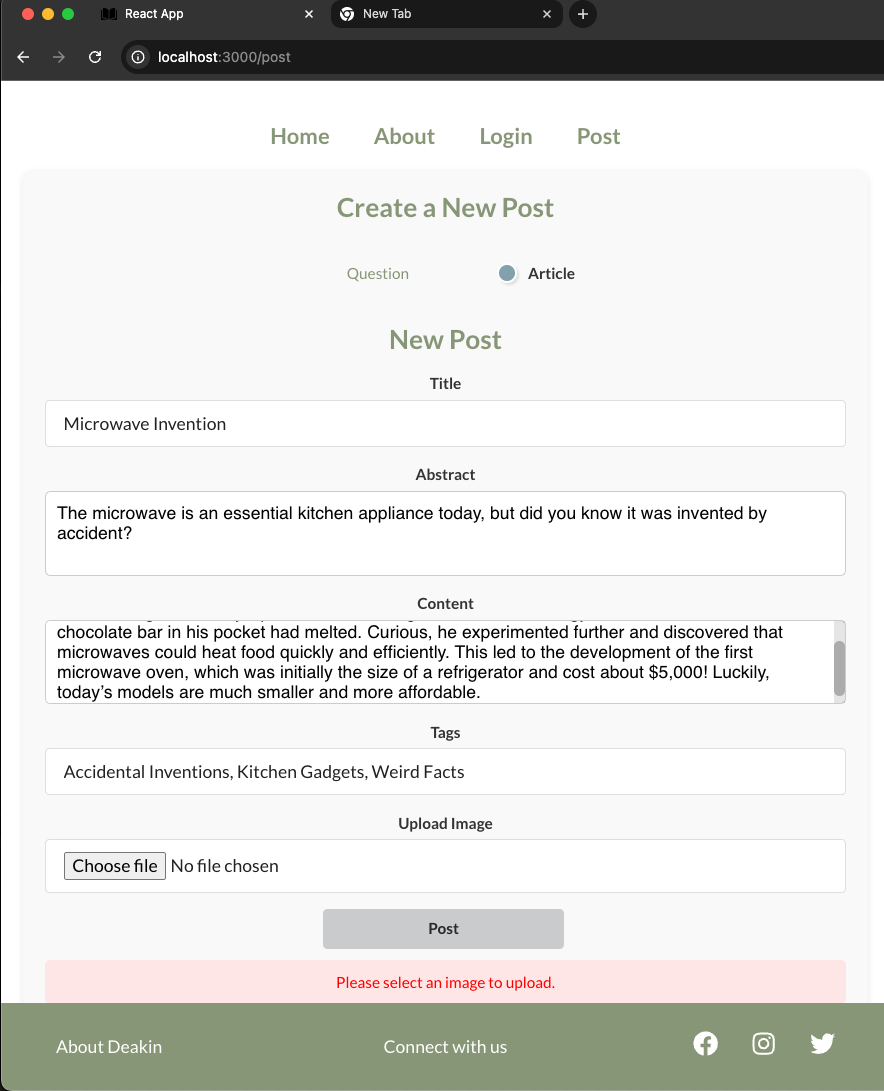 React App
New Tab
localhost:3000/post
Home About Login Post
Create a New Post
Question Article
New Post
Title
Microwave Invention
Abstract
The microwave is an essential kitchen appliance today, but did you know it was invented by
accident?
Content
chocolate bar in his pocket had melted. Curious, he experimented further and discovered that
microwaves could heat food quickly and efficiently. This led to the development of the first
microwave oven, which was initially the size of a refrigerator and cost about $5,000! Luckily,
today’s models are much smaller and more affordable.
Tags
Accidental Inventions, Kitchen Gadgets, Weird Facts
Upload Image
Choose file No file chosen
Post
Please select an image to upload.
About Deakin
Connect with us